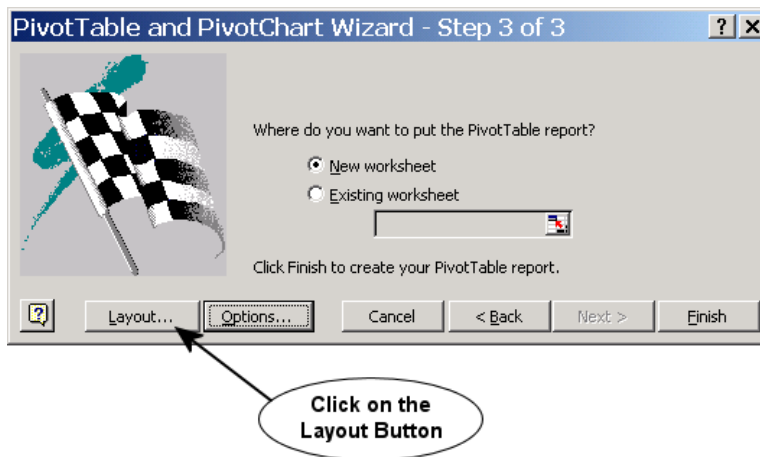 PivotTable and PivotChart Wizard - Step 3 of 3
Where do you want to put the PivotTable report?
New worksheet
Existing worksheet
Click Finish to create your PivotTable report.
Layout... Options... Cancel < Back Next > Finish
Click on the
Layout Button